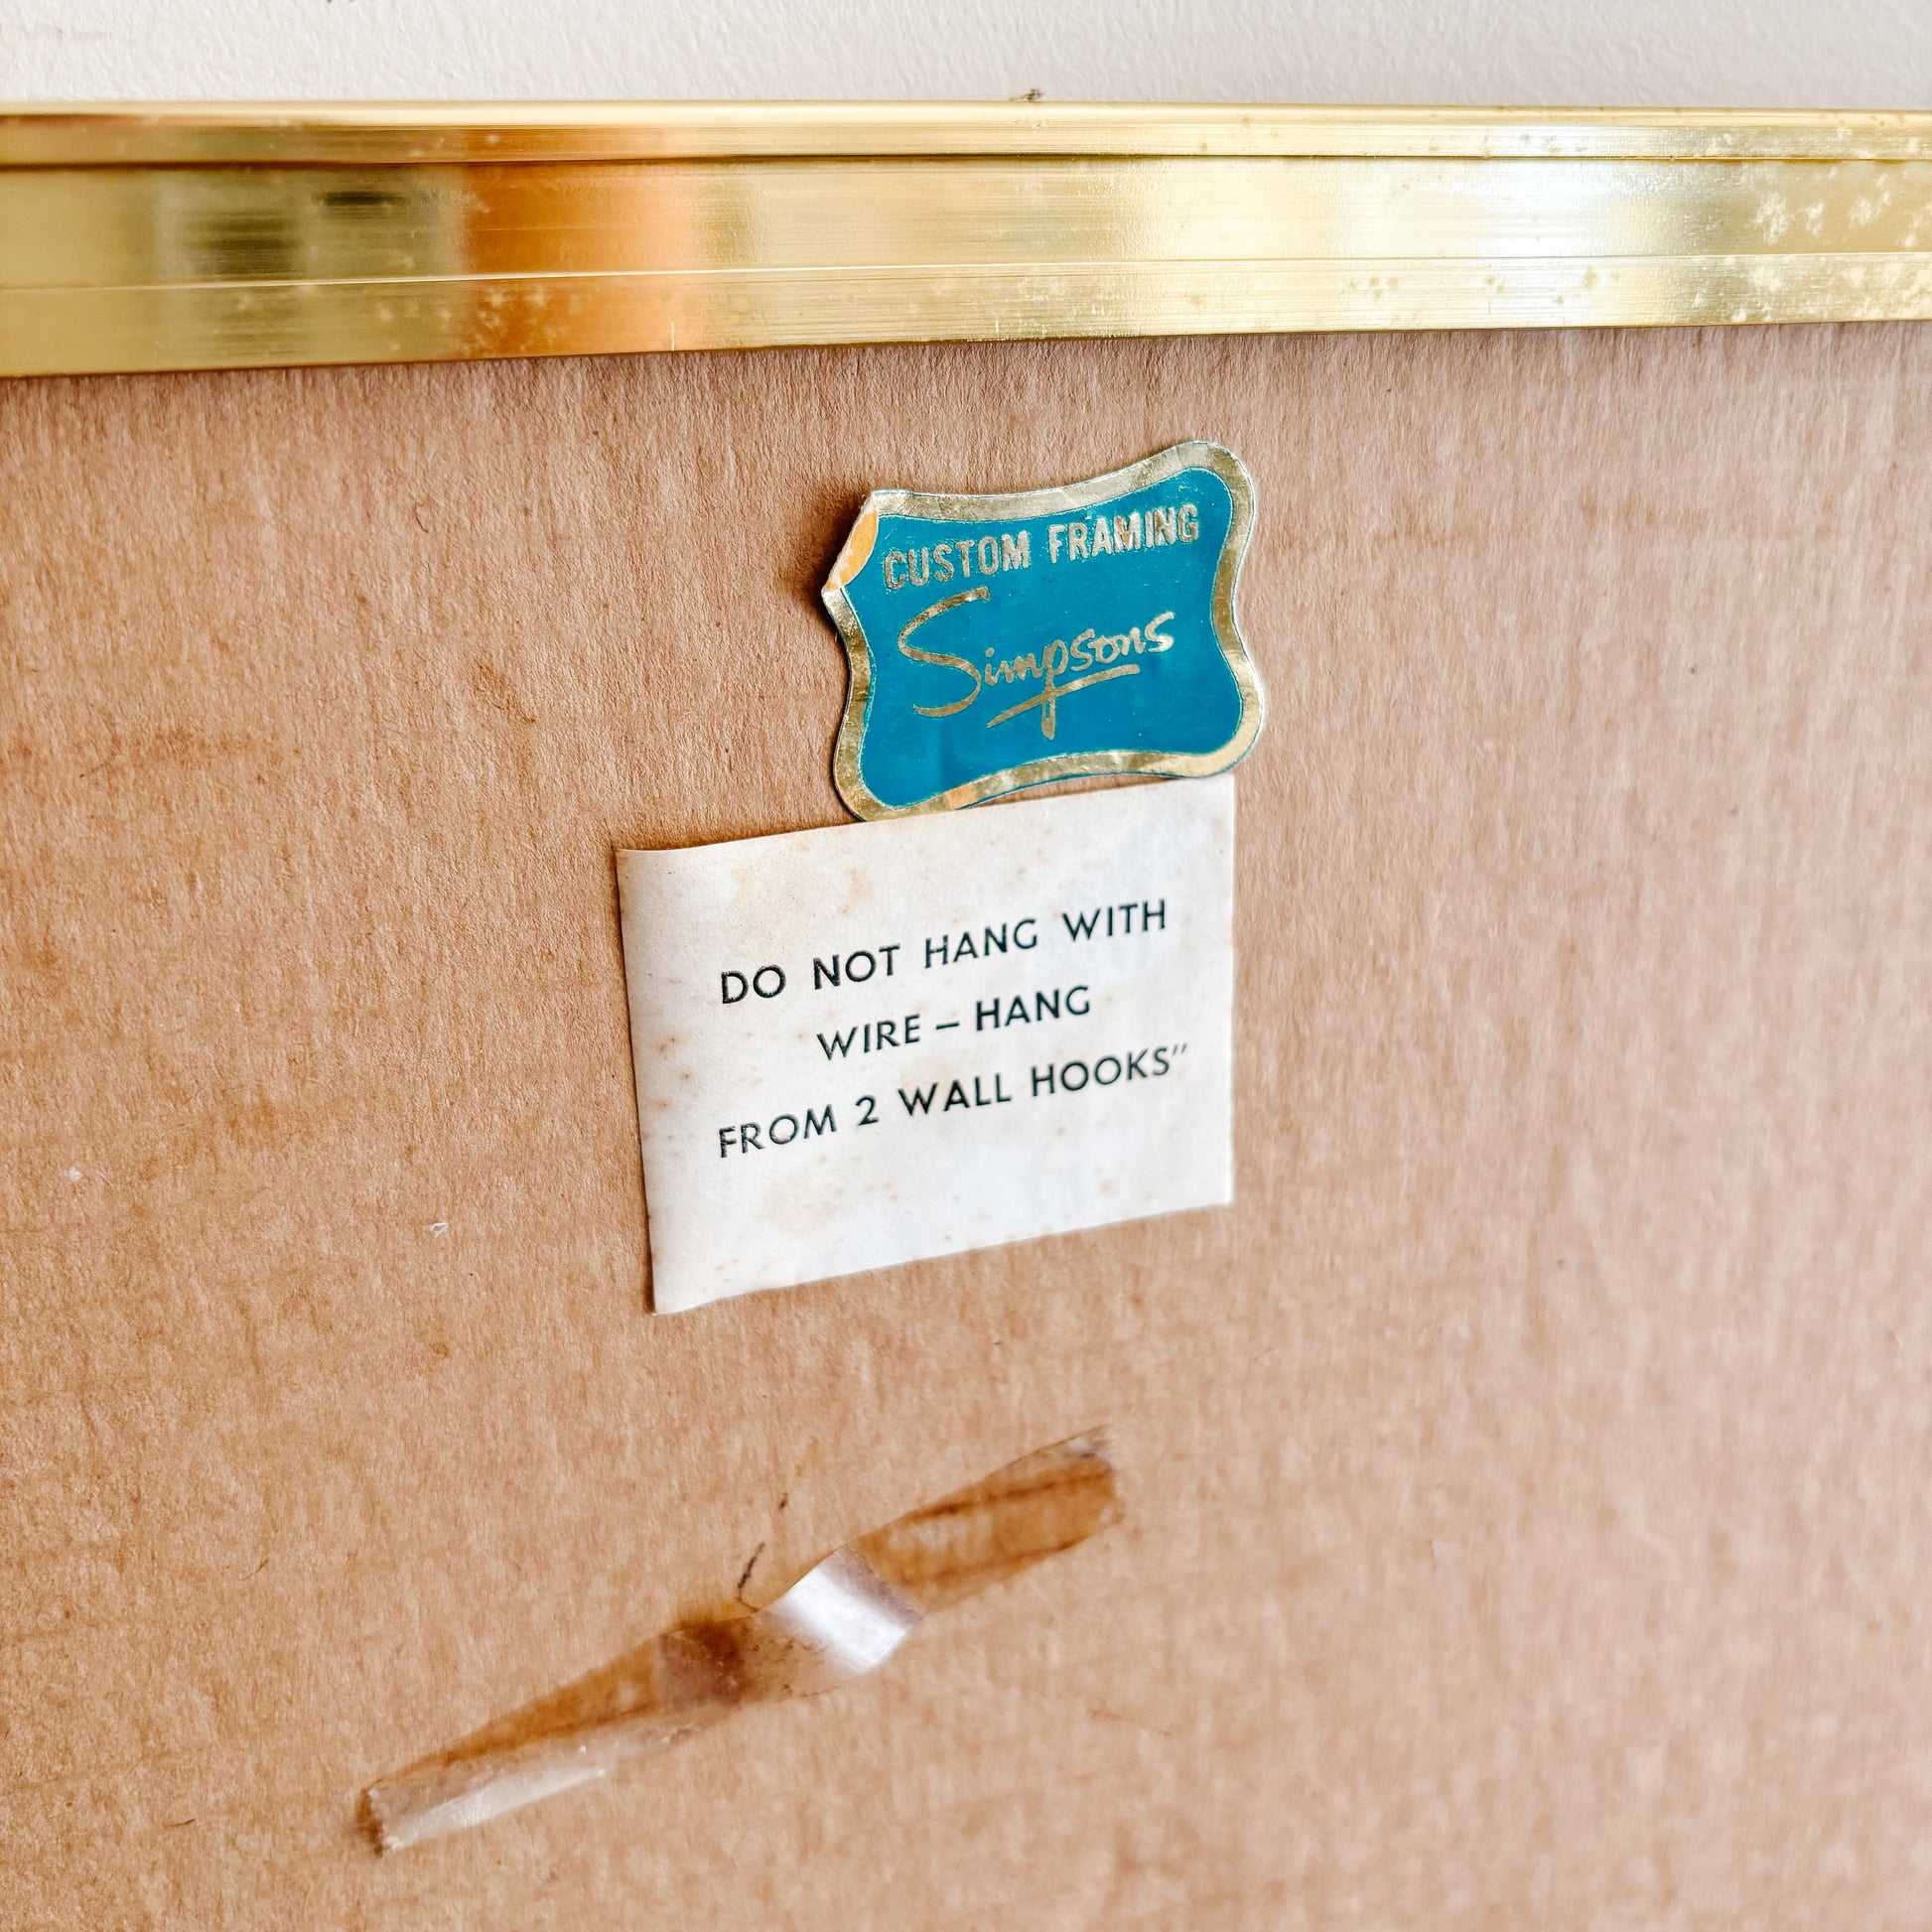 CUSTOM FRAMING
Simpsons
DO NOT HANG WITH
WIRE – HANG
FROM 2 WALL HOOKS"